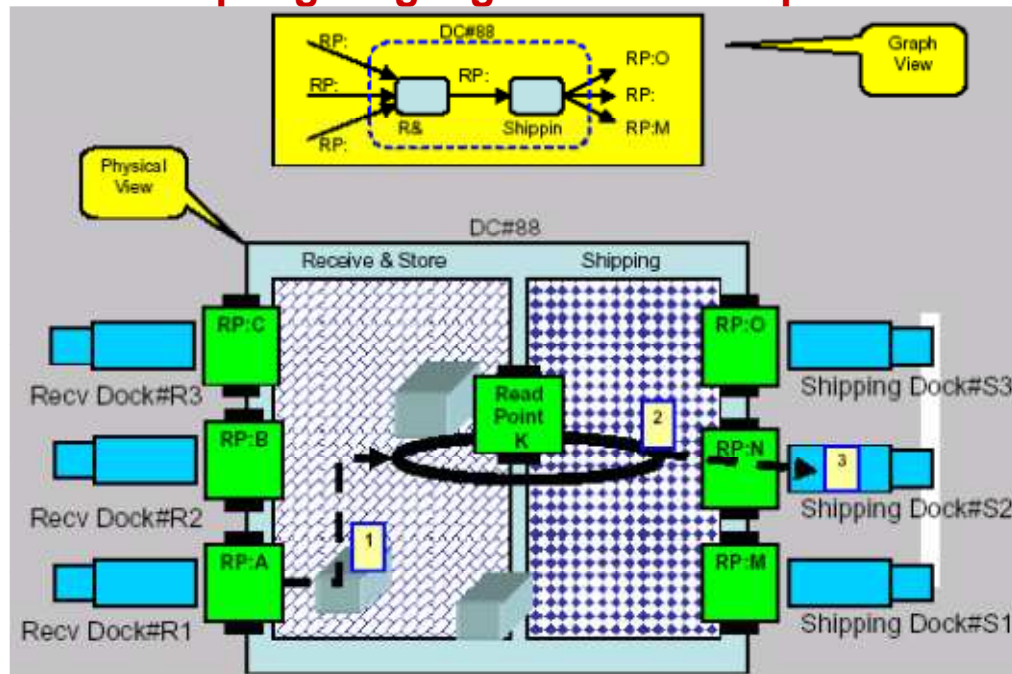 DC#88
RP:
RP:
RP:
RP:
R&
Shippin
RP:O
RP:
RP:M
Graph
View
Physical
View
DC#88
Receive & Store
Shipping
RP:C
Recv Dock#R3
RP:B
Recv Dock#R2
RP:A
Recv Dock#R1
Read
Point
K
1
2
3
RP:O
Shipping Dock#S3
RP:N
Shipping Dock#S2
RP:M
Shipping Dock#S1